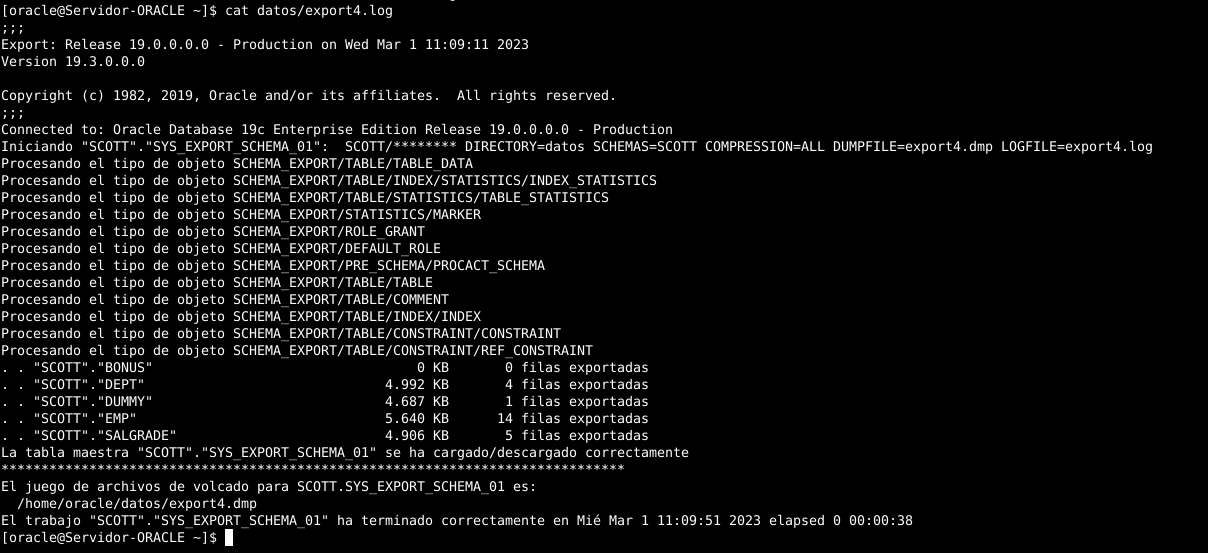 [oracle@Servidor-ORACLE ~]$ cat datos/export4.log
;;;
Export: Release 19.0.0.0.0 - Production on Wed Mar 1 11:09:11 2023
Version 19.3.0.0.0

Copyright (c) 1982, 2019, Oracle and/or its affiliates.  All rights reserved.
;;;
Connected to: Oracle Database 19c Enterprise Edition Release 19.0.0.0.0 - Production
Iniciando "SCOTT"."SYS_EXPORT_SCHEMA_01":  SCOTT/******** DIRECTORY=datos SCHEMAS=SCOTT COMPRESSION=ALL DUMPFILE=export4.dmp LOGFILE=export4.log
Procesando el tipo de objeto SCHEMA_EXPORT/TABLE/TABLE_DATA
Procesando el tipo de objeto SCHEMA_EXPORT/TABLE/INDEX/STATISTICS/INDEX_STATISTICS
Procesando el tipo de objeto SCHEMA_EXPORT/TABLE/STATISTICS/TABLE_STATISTICS
Procesando el tipo de objeto SCHEMA_EXPORT/STATISTICS/MARKER
Procesando el tipo de objeto SCHEMA_EXPORT/ROLE_GRANT
Procesando el tipo de objeto SCHEMA_EXPORT/DEFAULT_ROLE
Procesando el tipo de objeto SCHEMA_EXPORT/PRE_SCHEMA/PROCACT_SCHEMA
Procesando el tipo de objeto SCHEMA_EXPORT/TABLE/TABLE
Procesando el tipo de objeto SCHEMA_EXPORT/TABLE/COMMENT
Procesando el tipo de objeto SCHEMA_EXPORT/TABLE/INDEX/INDEX
Procesando el tipo de objeto SCHEMA_EXPORT/TABLE/CONSTRAINT/CONSTRAINT
Procesando el tipo de objeto SCHEMA_EXPORT/TABLE/CONSTRAINT/REF_CONSTRAINT
. . "SCOTT"."BONUS"                                 0 KB       0 filas exportadas
. . "SCOTT"."DEPT"                              4.992 KB       4 filas exportadas
. . "SCOTT"."DUMMY"                             4.687 KB       1 filas exportadas
. . "SCOTT"."EMP"                               5.640 KB      14 filas exportadas
. . "SCOTT"."SALGRADE"                          4.906 KB       5 filas exportadas
La tabla maestra "SCOTT"."SYS_EXPORT_SCHEMA_01" se ha cargado/descargado correctamente
******************************************************************************
El juego de archivos de volcado para SCOTT.SYS_EXPORT_SCHEMA_01 es:
  /home/oracle/datos/export4.dmp
El trabajo "SCOTT"."SYS_EXPORT_SCHEMA_01" ha terminado correctamente en Mié Mar 1 11:09:51 2023 elapsed 0 00:00:38
[oracle@Servidor-ORACLE ~]$